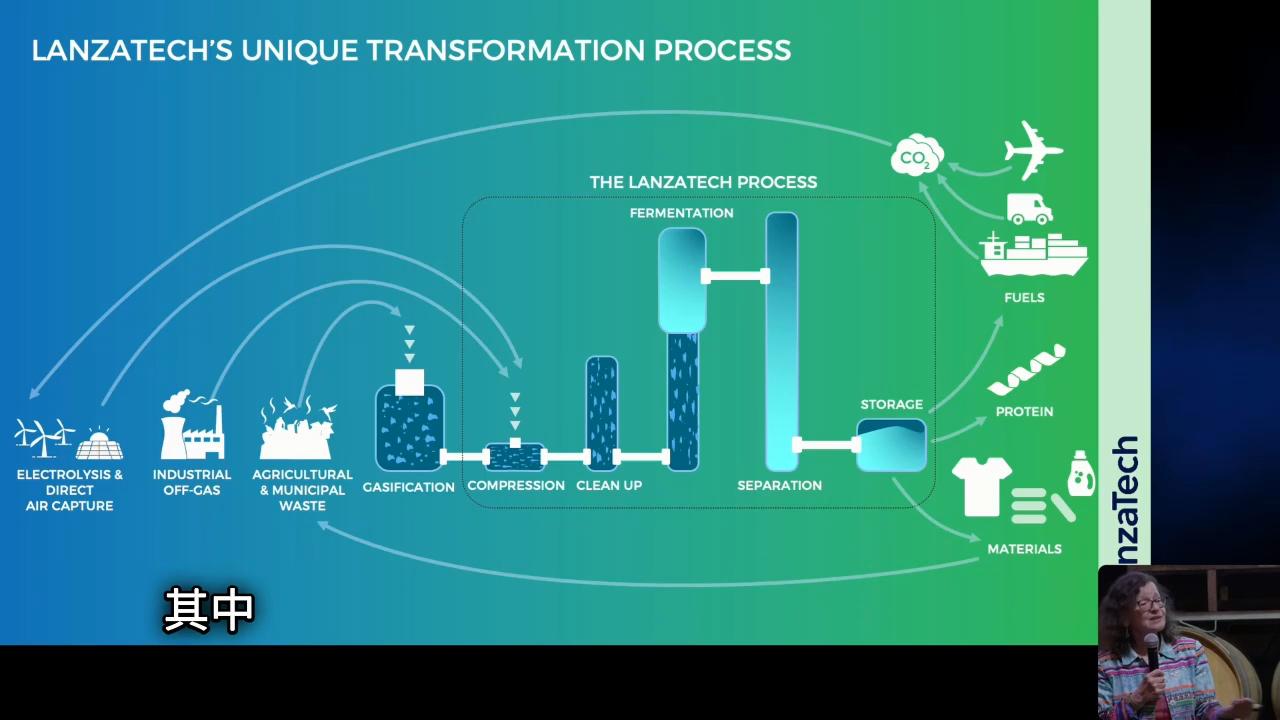 LANZATECH'S UNIQUE TRANSFORMATION PROCESS
CO2
THE LANZATECH PROCESS
FERMENTATION
FUELS
STORAGE
PROTEIN
ELECTROLYSIS &
DIRECT
AIR CAPTURE
INDUSTRIAL
OFF-GAS
AGRICULTURAL
& MUNICIPAL
WASTE
GASIFICATION
COMPRESSION
CLEAN UP
SEPARATION
MATERIALS
nzaTech
其中